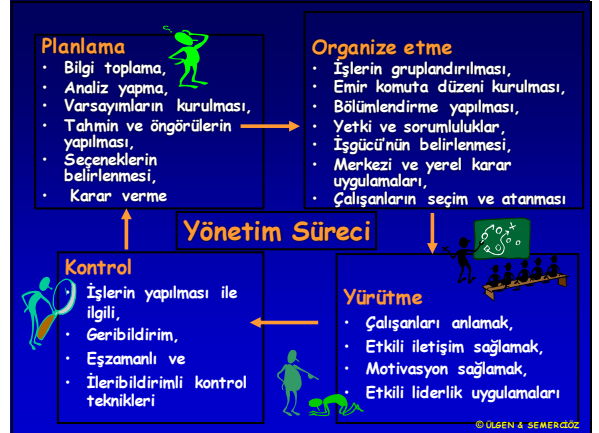 Planlama
• Bilgi toplama,
• Analiz yapma,
• Varsayımların kurulması,
• Tahmin ve öngörülerin
yapılması,
• Seçeneklerin
belirlenmesi,
• Karar verme
Organize etme
• İşlerin gruplandırılması,
• Emir komuta düzeni kurulması,
• Bölümlendirme yapılması,
• Yetki ve sorumluluklar,
• İşgücü'nün belirlenmesi,
• Merkezi ve yerel karar
uygulamaları,
• Çalışanların seçim ve atanması
Yönetim Süreci
Kontrol
• İşlerin yapılması ile
ilgili,
• Geribildirim,
• Eşzamanlı ve
• İleribildirimli kontrol
teknikleri
Yürütme
• Çalışanları anlamak,
• Etkili iletişim sağlamak,
• Motivasyon sağlamak,
• Etkili liderlik uygulamaları
© ÜLGEN & SEMERCİÖZ